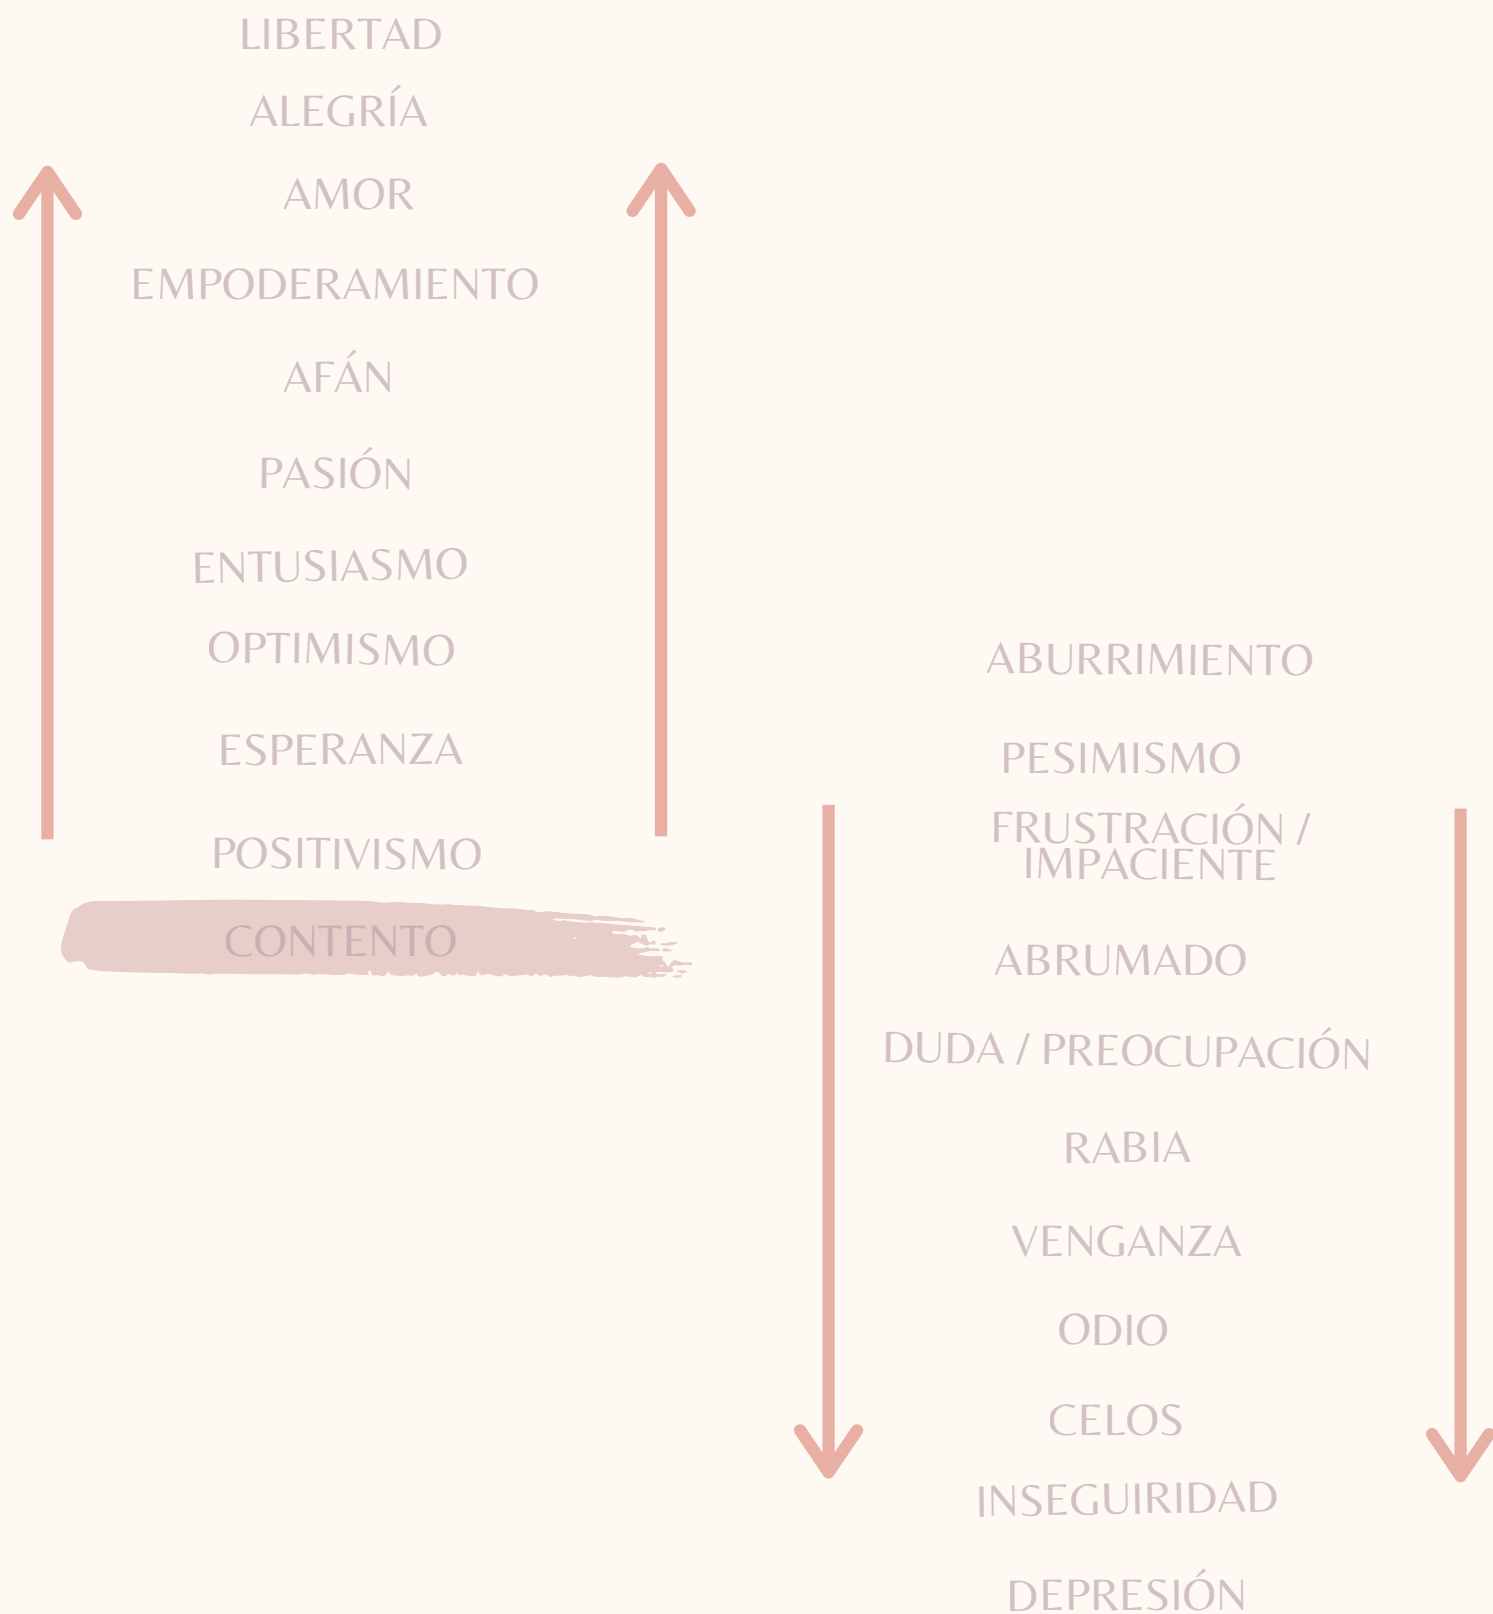 LIBERTAD
ALEGRÍA
AMOR
EMPODERAMIENTO
AFÁN
PASIÓN
ENTUSIASMO
OPTIMISMO
ESPERANZA
POSITIVISMO
CONTENTO
ABURRIMIENTO
PESIMISMO
FRUSTRACIÓN /
IMPACIENTE
ABRUMADO
DUDA / PREOCUPACIÓN
RABIA
VENGANZA
ODIO
CELOS
INSEGUIRIDAD
DEPRESIÓN